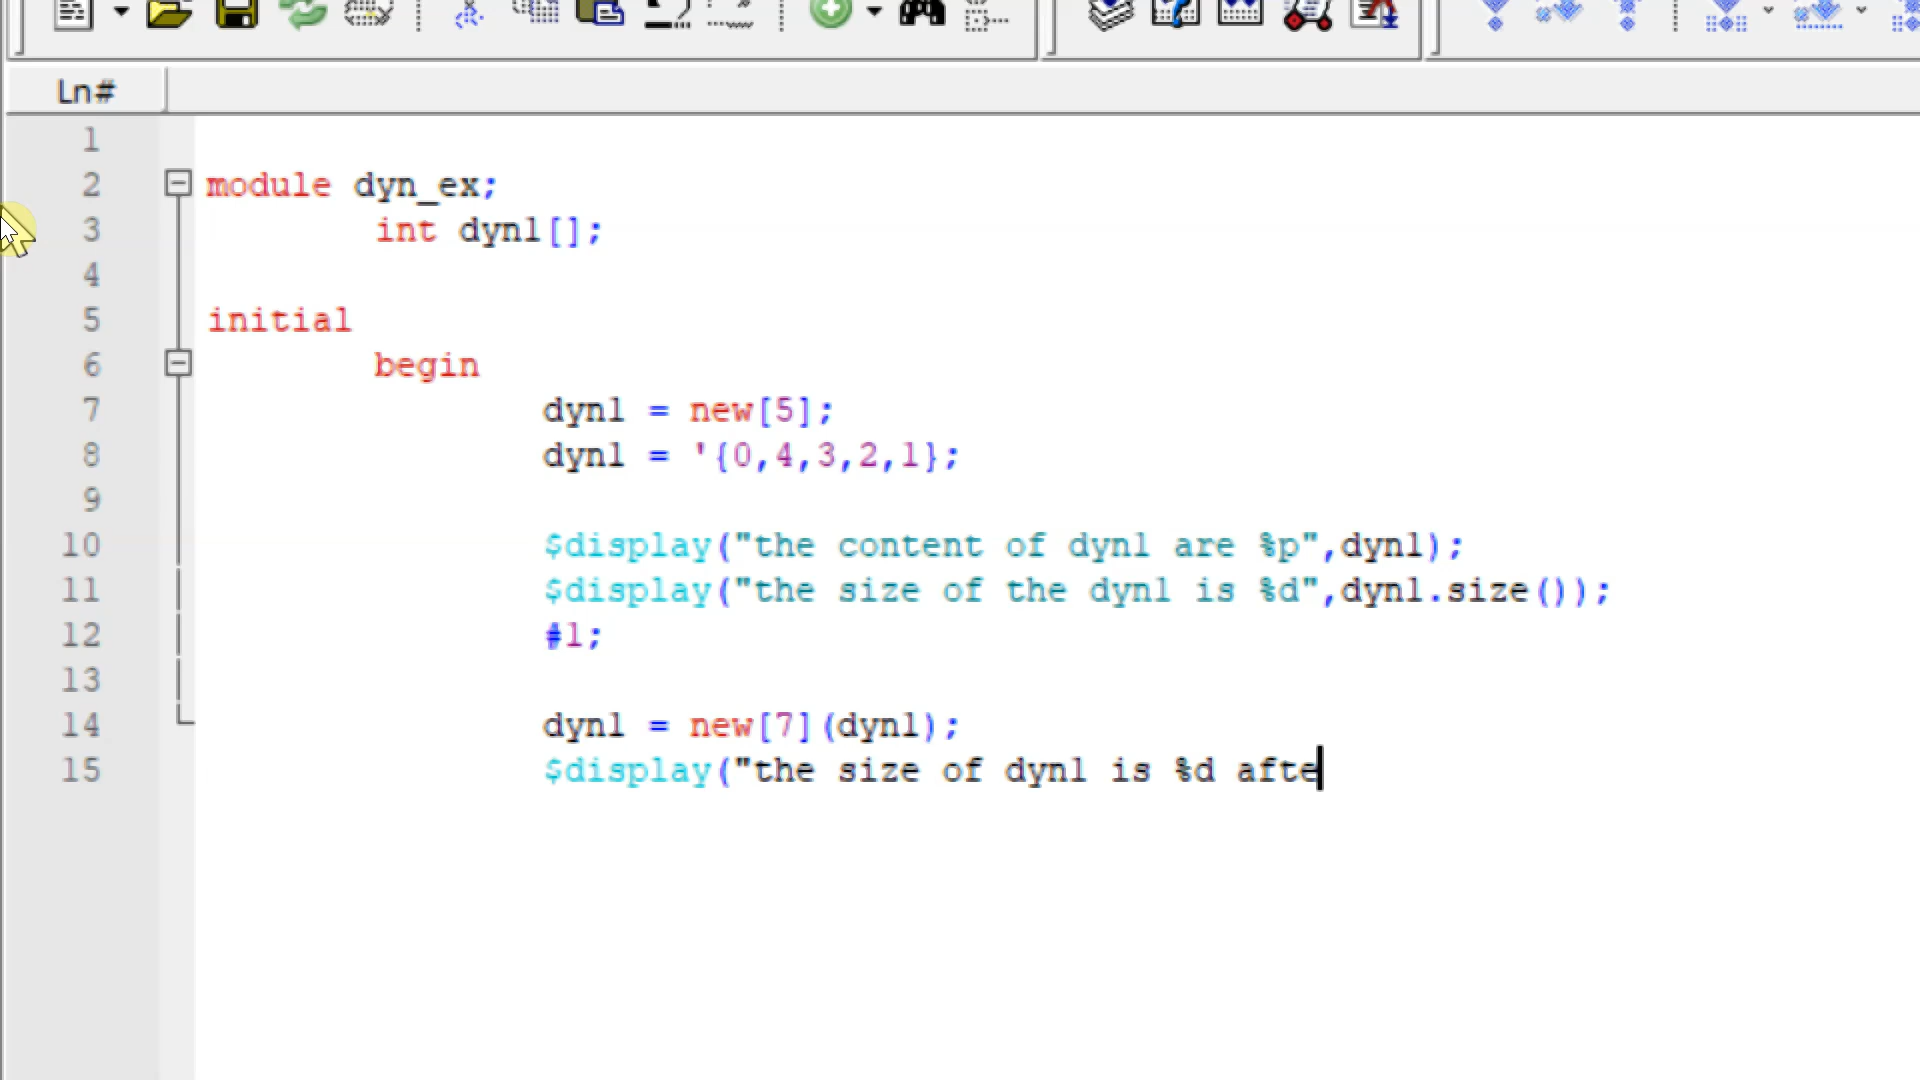 Ln#
1
2 module dyn_ex;
3 int dyn1[];
4
5 initial
6 begin
7 dyn1 = new[5];
8 dyn1 = '{0,4,3,2,1};
9
10 $display("the content of dyn1 are %p",dyn1);
11 $display("the size of the dyn1 is %d",dyn1.size());
12 #1;
13
14 dyn1 = new[7](dyn1);
15 $display("the size of dyn1 is %d afte